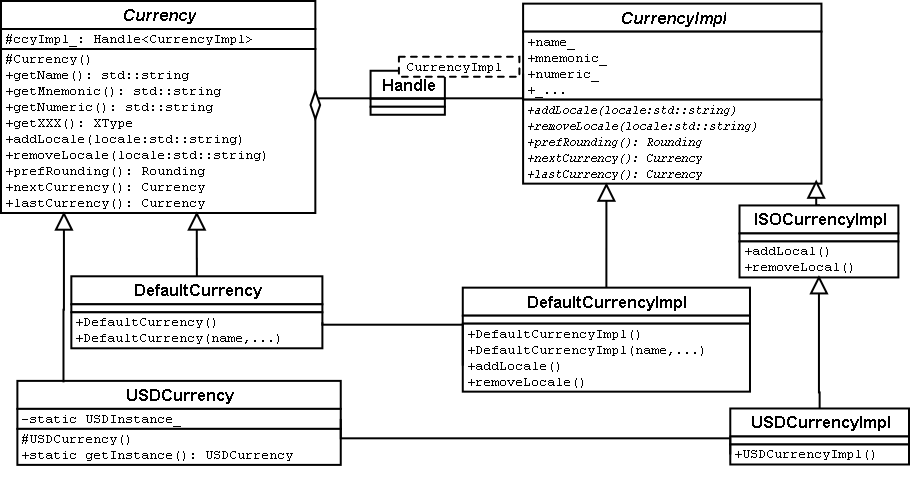 Currency
#ccyImpl_: Handle<CurrencyImpl>
#Currency()
+getName(): std::string
+getMnemonic(): std::string
+getNumeric(): std::string
+getXXX(): XType
+addLocale(locale:std::string)
+removeLocale(locale:std::string)
+prefRounding(): Rounding
+nextCurrency(): Currency
+lastCurrency(): Currency
CurrencyImpl
Handle
CurrencyImpl
+name_
+mnemonic_
+numeric_
+_...
+addLocale(locale:std::string)
+removeLocale(locale:std::string)
+prefRounding(): Rounding
+nextCurrency(): Currency
+lastCurrency(): Currency
ISOCurrencyImpl
+addLocal()
+removeLocal()
DefaultCurrency
+DefaultCurrency()
+DefaultCurrency(name,...)
DefaultCurrencyImpl
+DefaultCurrencyImpl()
+DefaultCurrencyImpl(name,...)
+addLocale()
+removeLocale()
USDCurrency
-static USDInstance_
#USDCurrency()
+static getInstance(): USDCurrency
USDCurrencyImpl
+USDCurrencyImpl()